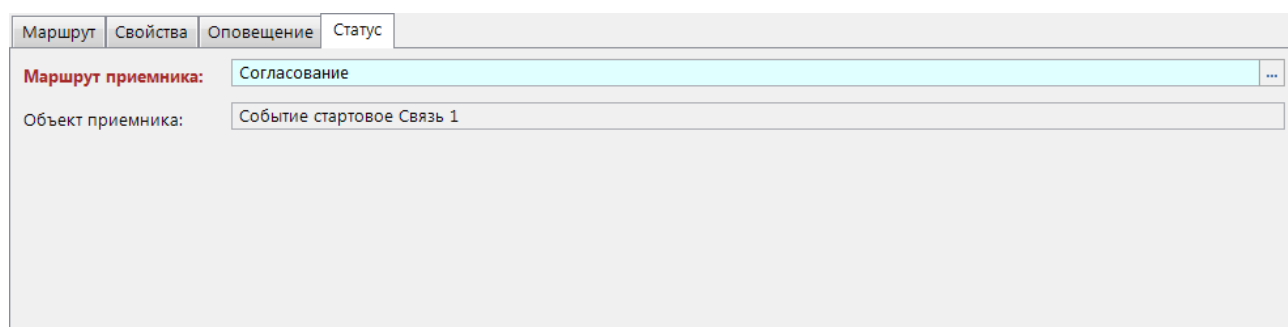 Маршрут Свойства Оповещение Статус
Маршрут приемника: Согласование ...
Объект приемника: Событие стартовое Связь 1